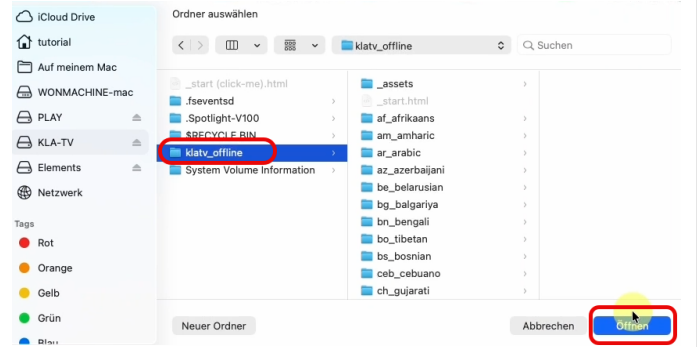 Ordner auswählen
iCloud Drive
tutorial
Auf meinem Mac
WONMACHINE-mac
PLAY
KLA-TV
Elements
Netzwerk
Tags
Rot
Orange
Gelb
Grün
Blau
klatv_offline
Suchen
_start (click-me).html
.fseventsd
.Spotlight-V100
$RECYCLE.BIN
klatv_offline
System Volume Information
_assets
_start.html
af_afrikaans
am_amharic
ar_arabic
az_azerbaijani
be_belarusian
bg_balgariya
bn_bengali
bo_tibetan
bs_bosnian
ceb_cebuano
ch_gujarati
Neuer Ordner
Abbrechen
Öffnen